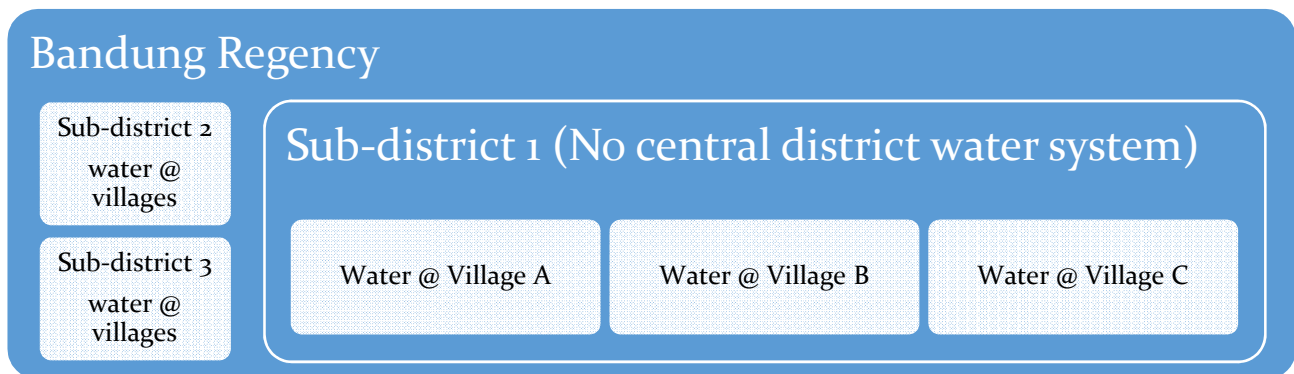 Bandung Regency
Sub-district 2
water @
villages
Sub-district 3
water @
villages
Sub-district 1 (No central district water system)
Water @ Village A
Water @ Village B
Water @ Village C